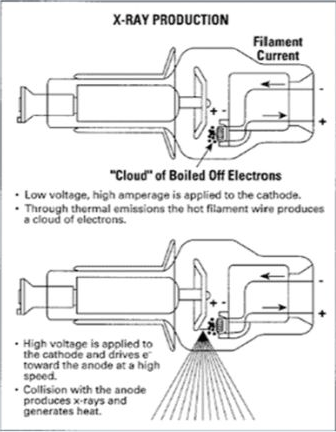 X-RAY PRODUCTION
Filament
Current
-
+ -
+
"Cloud" of Boiled Off Electrons
• Low voltage, high amperage is applied to the cathode.
• Through thermal emissions the hot filament wire produces
a cloud of electrons.
-
+ -
+
• High voltage is applied to
the cathode and drives e⁻
toward the anode at a high
speed.
• Collision with the anode
produces x-rays and
generates heat.